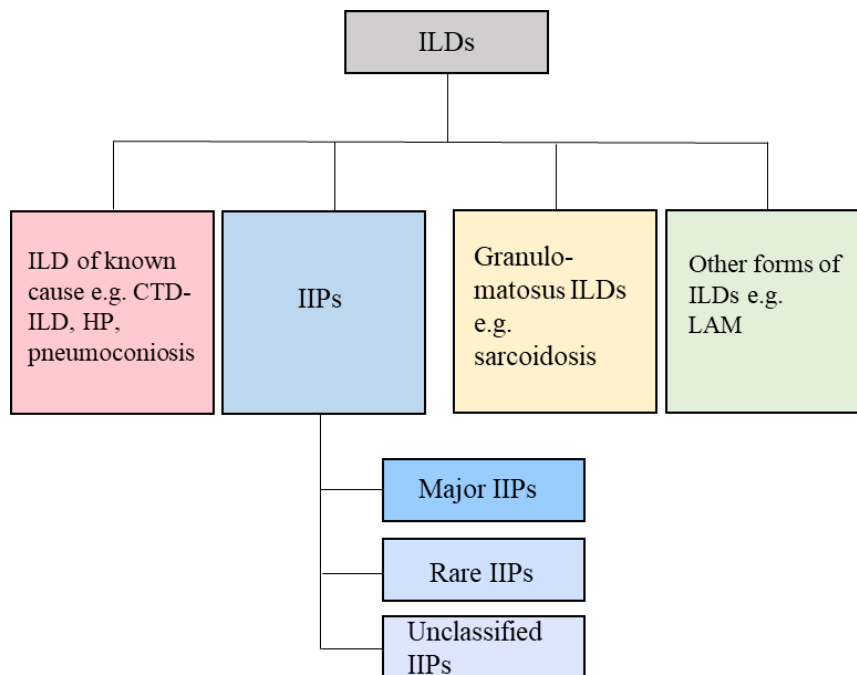 ILDs
ILD of known
cause e.g. CTD-
ILD, HP,
pneumoconiosis
IIPs
Granulo-
matosus ILDs
e.g.
sarcoidosis
Other forms of
ILDs e.g.
LAM
Major IIPs
Rare IIPs
Unclassified
IIPs